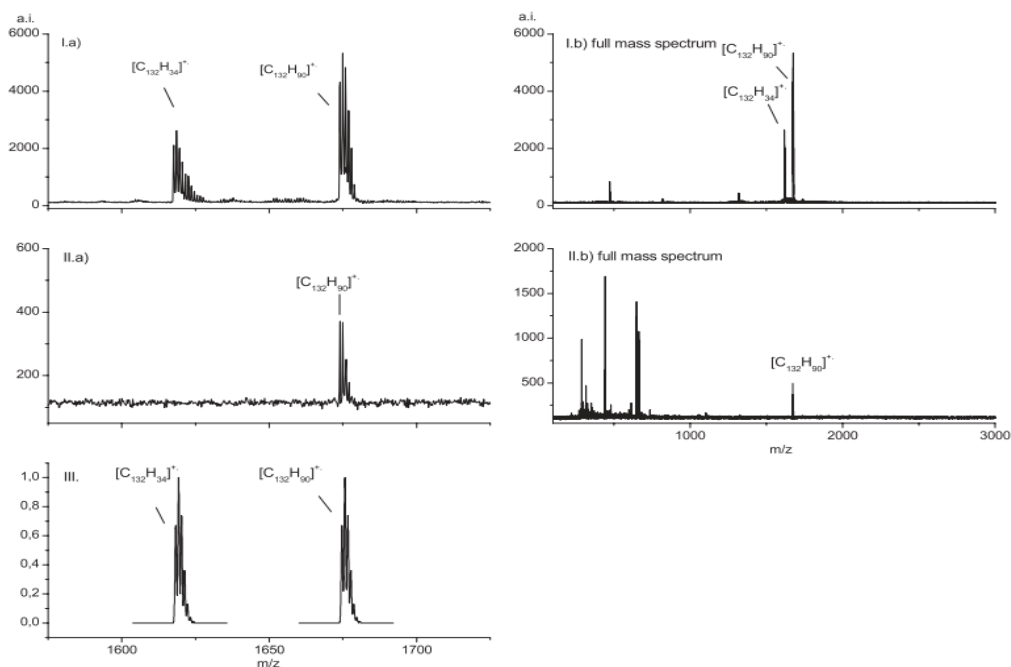 a.i.
I.a)
6000
4000
2000
0
[C₁₃₂H₃₄]⁺·
[C₁₃₂H₉₀]⁺·
a.i.
I.b) full mass spectrum
6000
4000
2000
0
[C₁₃₂H₉₀]⁺·
[C₁₃₂H₃₄]⁺·
II.a)
600
400
200
[C₁₃₂H₉₀]⁺·
II.b) full mass spectrum
2000
1500
1000
500
[C₁₃₂H₉₀]⁺·
1000 2000 3000
m/z
III.
1,0
0,8
0,6
0,4
0,2
0,0
[C₁₃₂H₃₄]⁺·
[C₁₃₂H₉₀]⁺·
1600 1650 1700
m/z